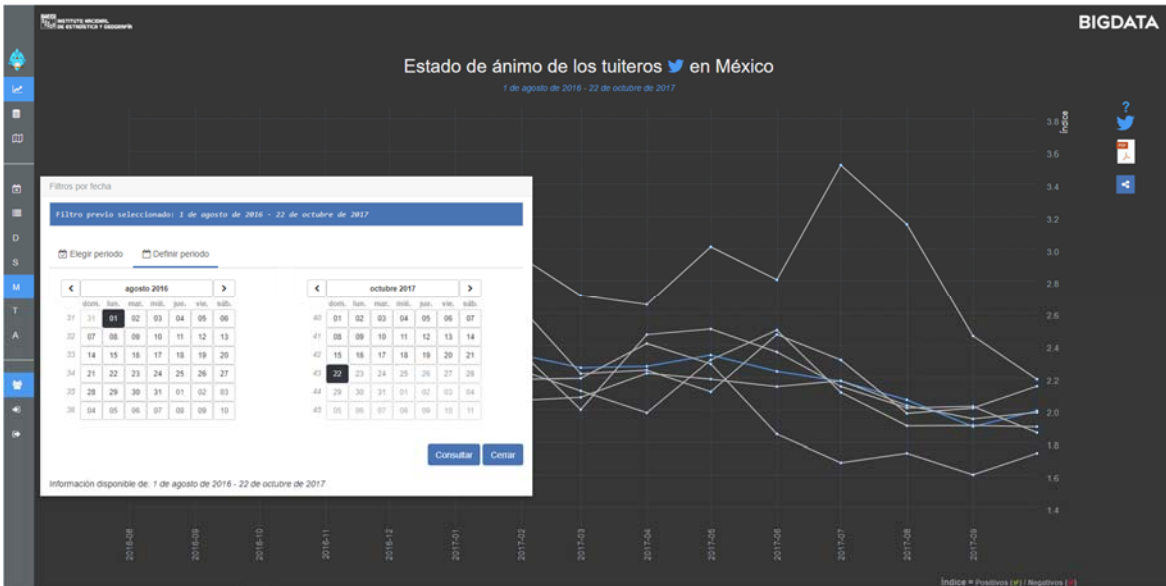 INSTITUTO NACIONAL
DE ESTADÍSTICA Y GEOGRAFÍA
BIGDATA
Estado de ánimo de los tuiteros en México
1 de agosto de 2016 - 22 de octubre de 2017
Índice
3.8
3.6
3.4
3.2
3.0
2.8
2.6
2.4
2.2
2.0
1.8
1.6
1.4
?
PDF
D
S
M
T
A
Filtros por fecha
Filtro previo seleccionado: 1 de agosto de 2016 - 22 de octubre de 2017
Elegir periodo Definir periodo
< agosto 2016 >
dom. lun. mar. mié. jue. vie. sáb.
31 31 01 02 03 04 05 06
32 07 08 09 10 11 12 13
33 14 15 16 17 18 19 20
34 21 22 23 24 25 26 27
35 28 29 30 31 01 02 03
36 04 05 06 07 08 09 10
< octubre 2017 >
dom. lun. mar. mié. jue. vie. sáb.
40 01 02 03 04 05 06 07
41 08 09 10 11 12 13 14
42 15 16 17 18 19 20 21
43 22 23 24 25 26 27 28
44 29 30 31 01 02 03 04
45 05 06 07 08 09 10 11
Consultar Cerrar
Información disponible de: 1 de agosto de 2016 - 22 de octubre de 2017
2016-08 2016-09 2016-10 2016-11 2016-12 2017-01 2017-02 2017-03 2017-04 2017-05 2017-06 2017-07 2017-08 2017-09
Índice = Positivos / Negativos